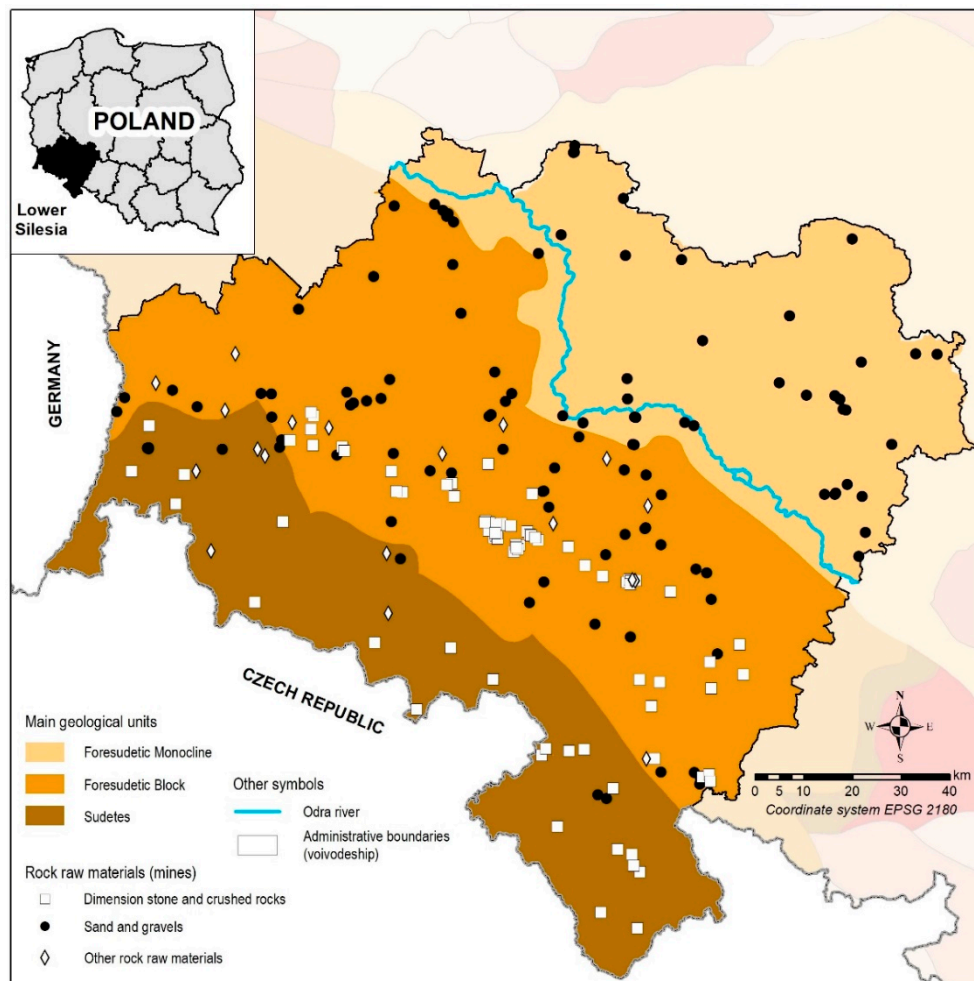 POLAND
Lower
Silesia
GERMANY
CZECH REPUBLIC
Main geological units
Foresudetic Monocline
Foresudetic Block
Sudetes
Other symbols
Odra river
Administrative boundaries
(voivodeship)
Rock raw materials (mines)
Dimension stone and crushed rocks
Sand and gravels
Other rock raw materials
N
W E
S
km
0 5 10 20 30 40
Coordinate system EPSG 2180